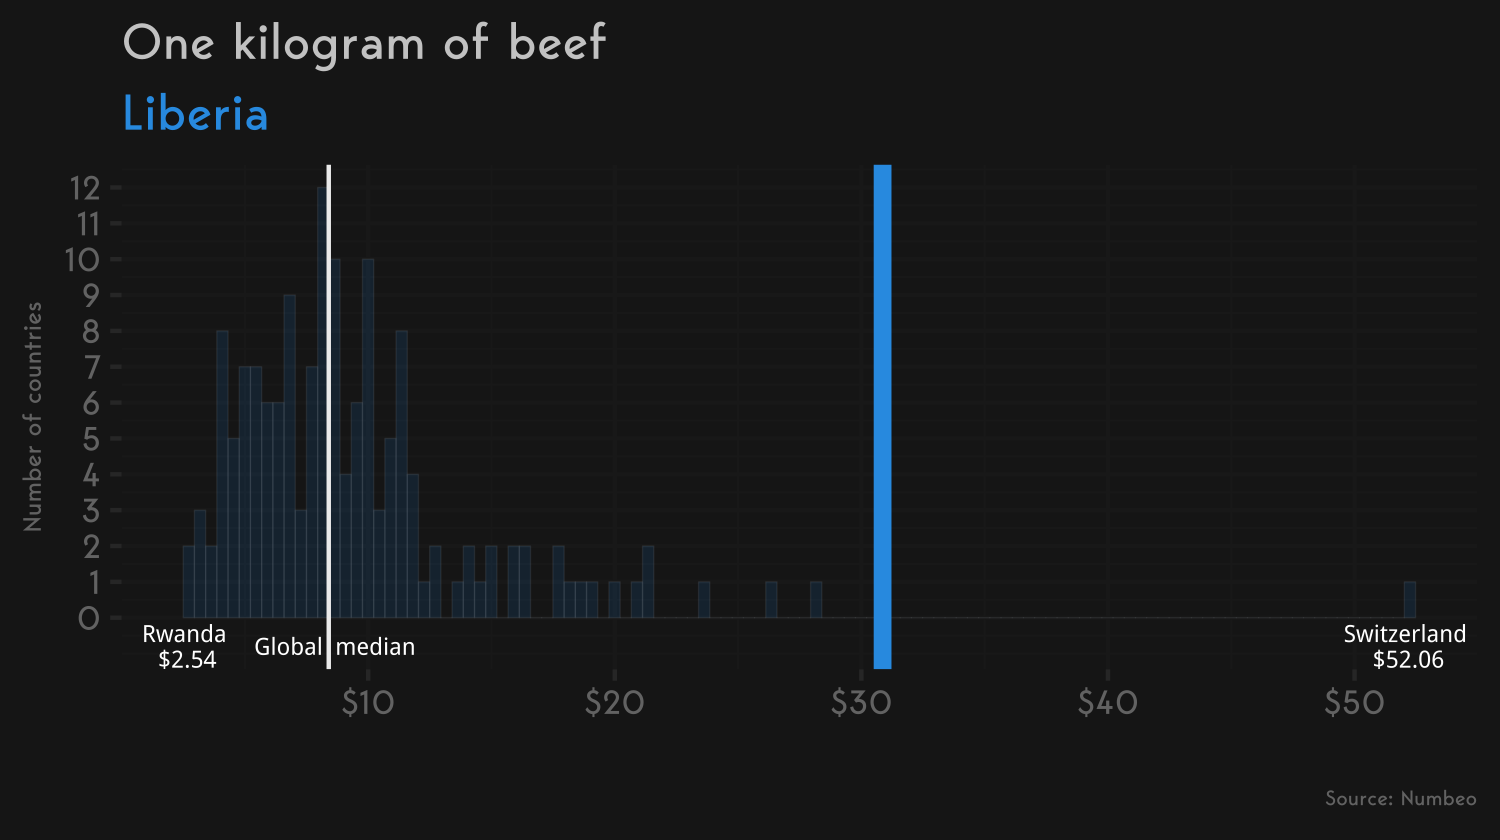 One kilogram of beef
Liberia
Number of countries
12
11
10
9
8
7
6
5
4
3
2
1
0
Rwanda
$2.54
Global median
Switzerland
$52.06
$10 $20 $30 $40 $50
Source: Numbeo